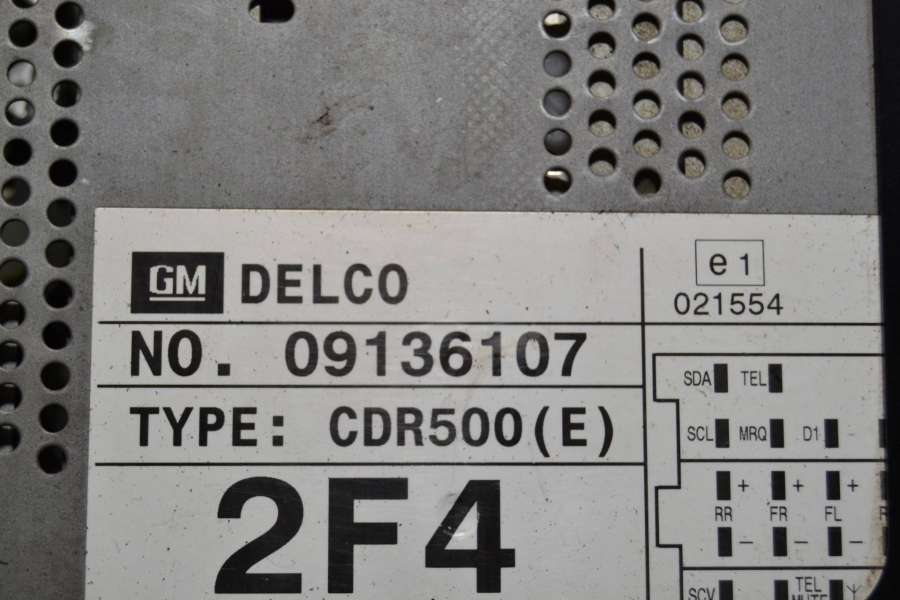 GM DELCO
NO. 09136107
TYPE: CDR500(E)
2F4
e1
021554
SDA TEL
SCL MRQ D1 -
+ + +
RR FR FL
- - -
SCV TEL
MUTE